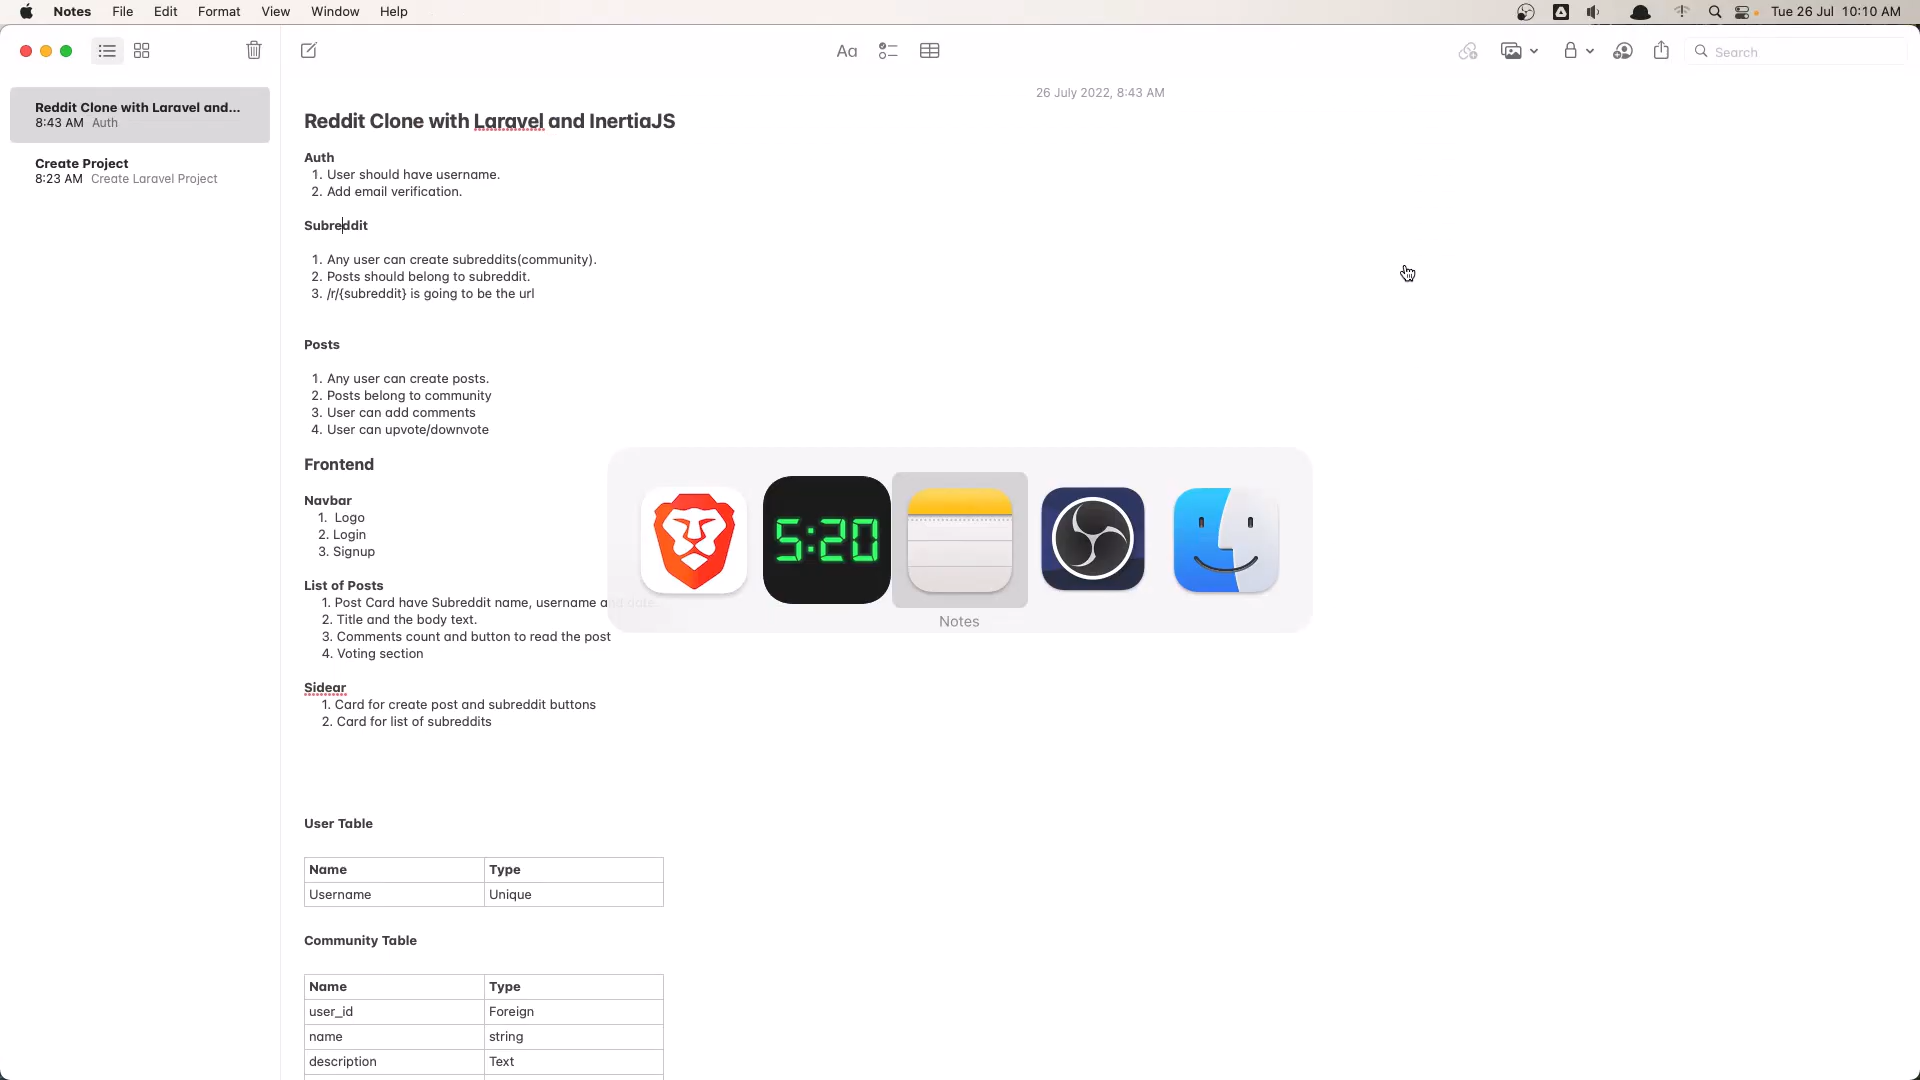 Notes File Edit Format View Window Help
Tue 26 Jul 10:10 AM
Aa
Search
Reddit Clone with Laravel and...
8:43 AM Auth
Create Project
8:23 AM Create Laravel Project
26 July 2022, 8:43 AM
Reddit Clone with Laravel and InertiaJS
Auth
1. User should have username.
2. Add email verification.
Subreddit
1. Any user can create subreddits(community).
2. Posts should belong to subreddit.
3. /r/{subreddit} is going to be the url
Posts
1. Any user can create posts.
2. Posts belong to community
3. User can add comments
4. User can upvote/downvote
Frontend
Navbar
1. Logo
2. Login
3. Signup
List of Posts
1. Post Card have Subreddit name, username and date
2. Title and the body text.
3. Comments count and button to read the post
4. Voting section
Sidear
1. Card for create post and subreddit buttons
2. Card for list of subreddits
5:20
Notes
User Table
Name Type
Username Unique
Community Table
Name Type
user_id Foreign
name string
description Text